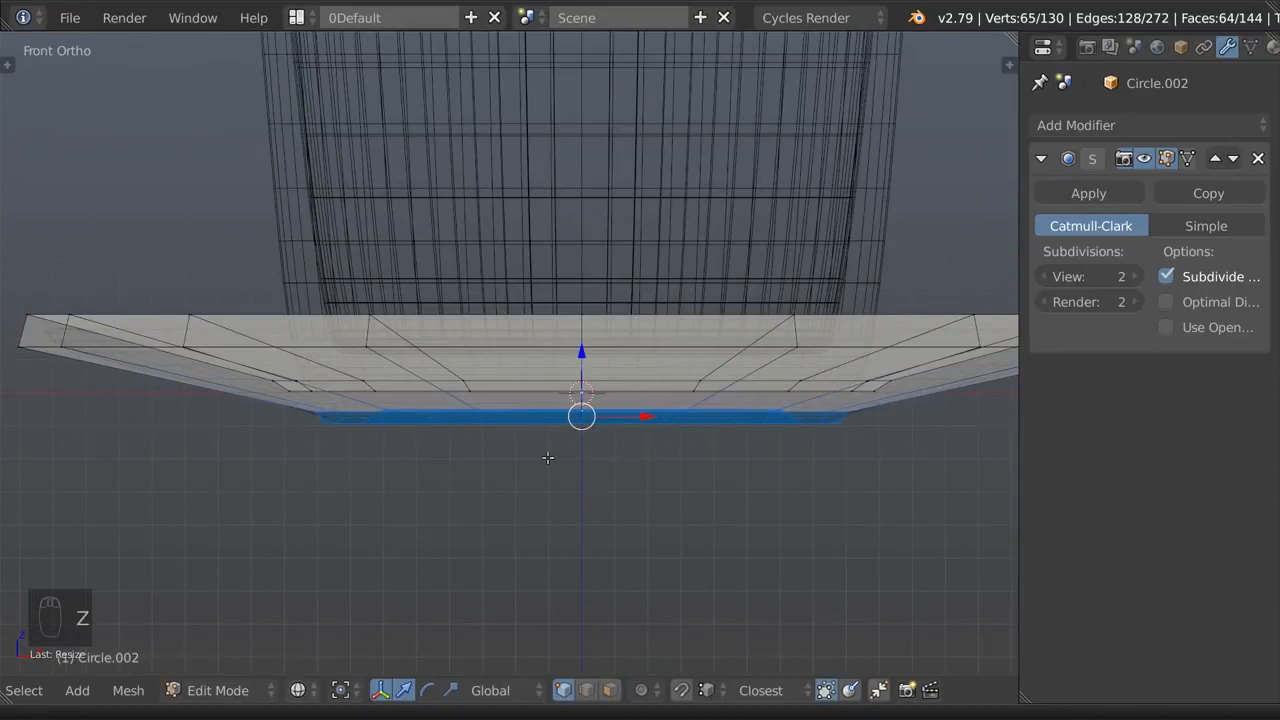 File Render Window Help 0Default Scene Cycles Render v2.79 | Verts:65/130 | Edges:128/272 | Faces:64/144 | T
Front Ortho
Circle.002
Add Modifier
S
Apply Copy
Catmull-Clark Simple
Subdivisions: Options:
View: 2 Subdivide ...
Render: 2 Optimal Di...
Use Open...
Z
z
Last: Resize
(1) Circle.002
Select Add Mesh Edit Mode Global Closest